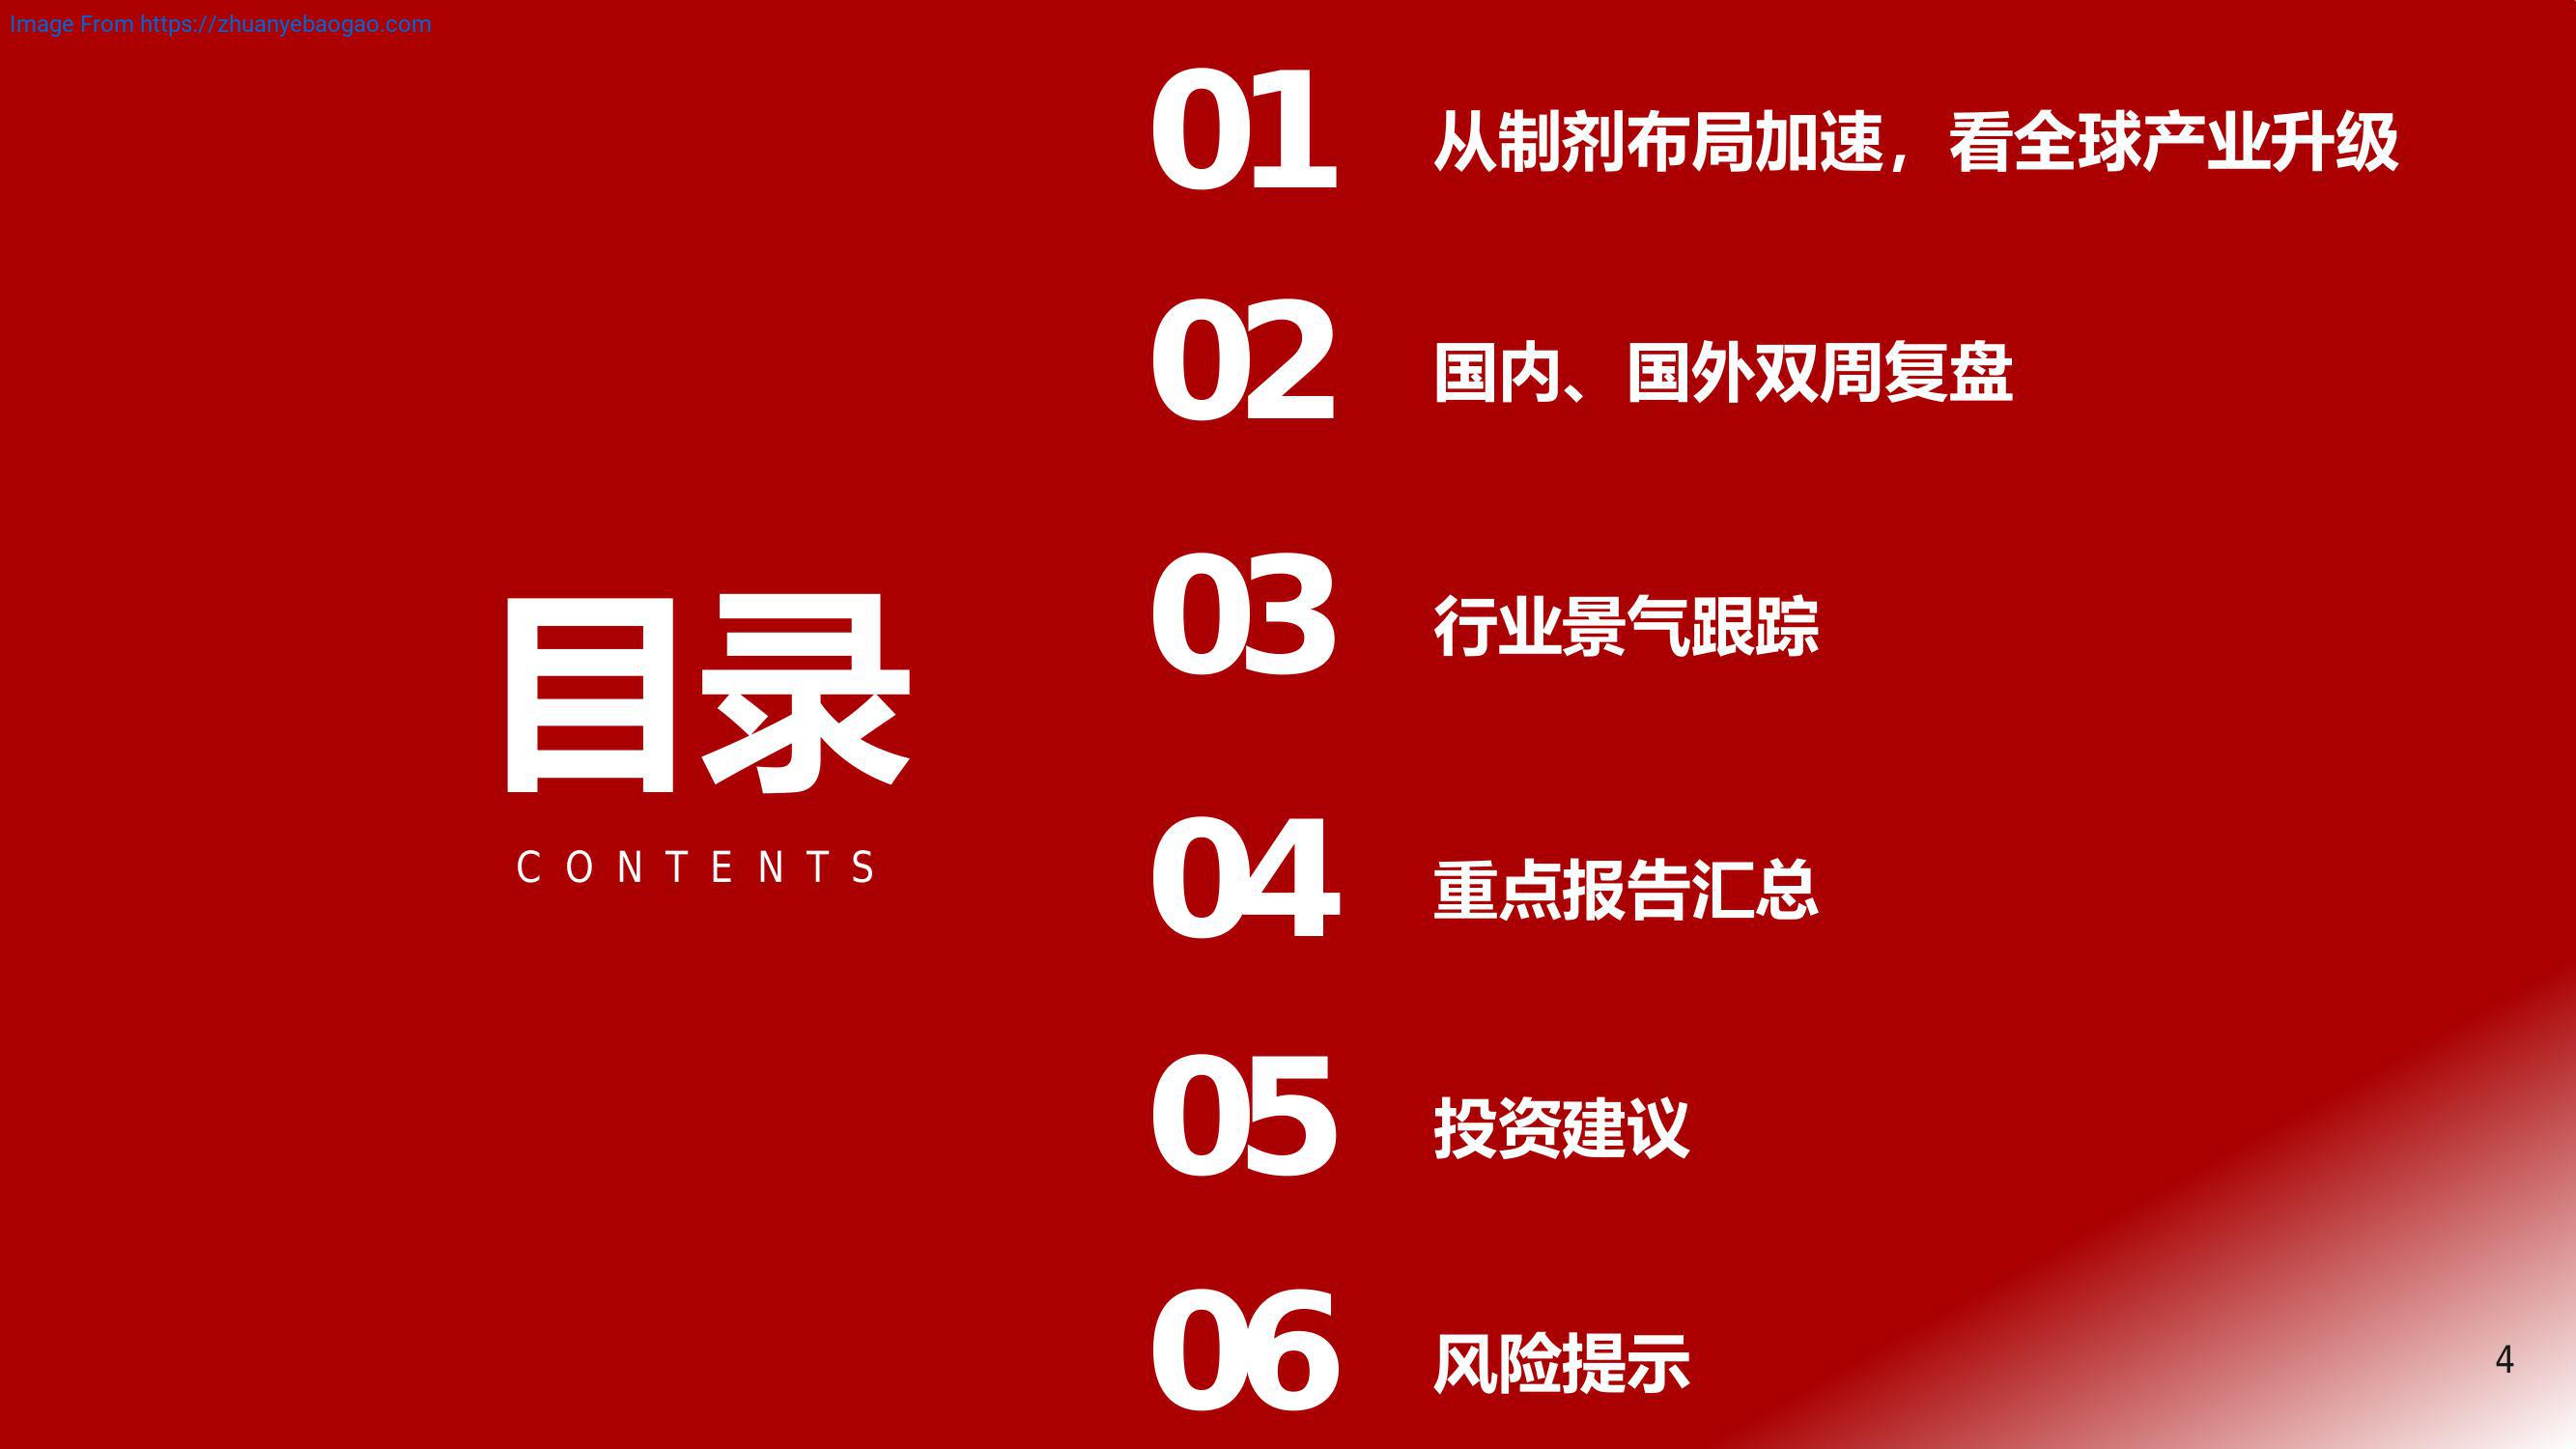 Image From https://zhuanyebaogao.com
目录
CONTENTS
01 从制剂布局加速，看全球产业升级
02 国内、国外双周复盘
03 行业景气跟踪
04 重点报告汇总
05 投资建议
06 风险提示
4